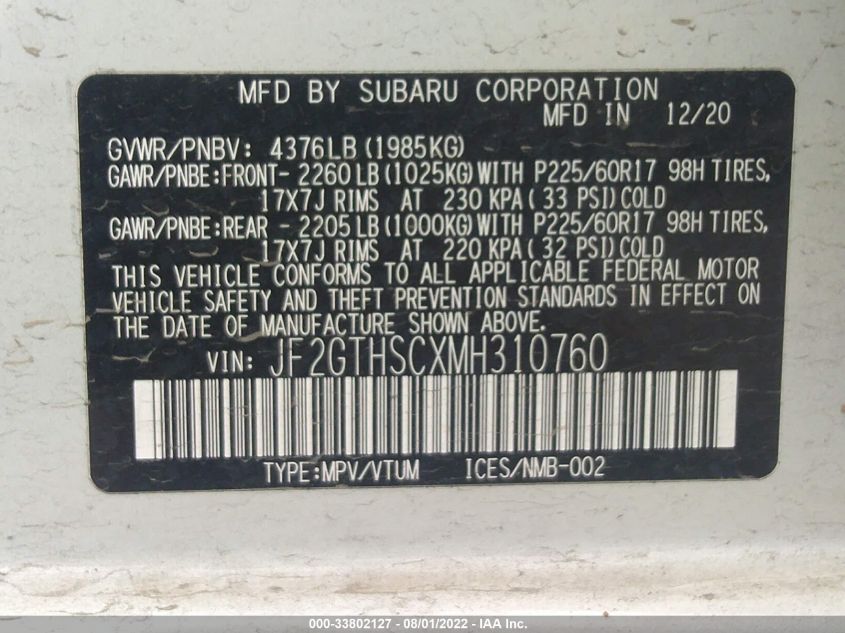 MFD BY SUBARU CORPORATION
MFD IN 12/20
GVWR/PNBV: 4376LB (1985KG)
GAWR/PNBE:FRONT- 2260 LB (1025KG) WITH P225/60R17 98H TIRES,
17X7J RIMS AT 230 KPA ( 33 PSI) COLD
GAWR/PNBE:REAR - 2205 LB (1000KG) WITH P225/60R17 98H TIRES,
17X7J RIMS AT 220 KPA ( 32 PSI) COLD
THIS VEHICLE CONFORMS TO ALL APPLICABLE FEDERAL MOTOR
VEHICLE SAFETY AND THEFT PREVENTION STANDARDS IN EFFECT ON
THE DATE OF MANUFACTURE SHOWN ABOVE.
VIN: JF2GTHSCXMH310760
TYPE:MPV/VTUM ICES/NMB-002
000-33802127 - 08/01/2022 - IAA Inc.